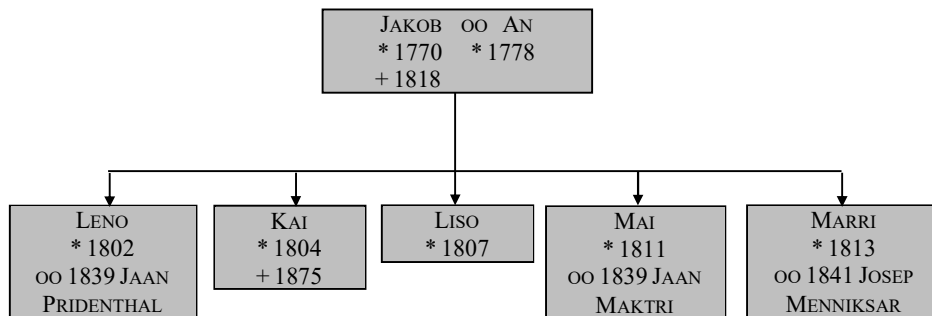 JAKOB OO AN
* 1770 * 1778
+ 1818
LENO
* 1802
OO 1839 JAAN
PRIDENTHAL
KAI
* 1804
+ 1875
LISO
* 1807
MAI
* 1811
OO 1839 JAAN
MAKTRI
MARRI
* 1813
OO 1841 JOSEP
MENNIKSAR